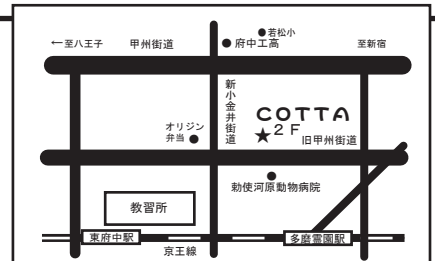 若松小
←至八王子
甲州街道
府中工高
至新宿
新小金井街道
COTTA
★2F
オリジン
弁当
旧甲州街道
勅使河原動物病院
教習所
東府中駅
多磨霊園駅
京王線